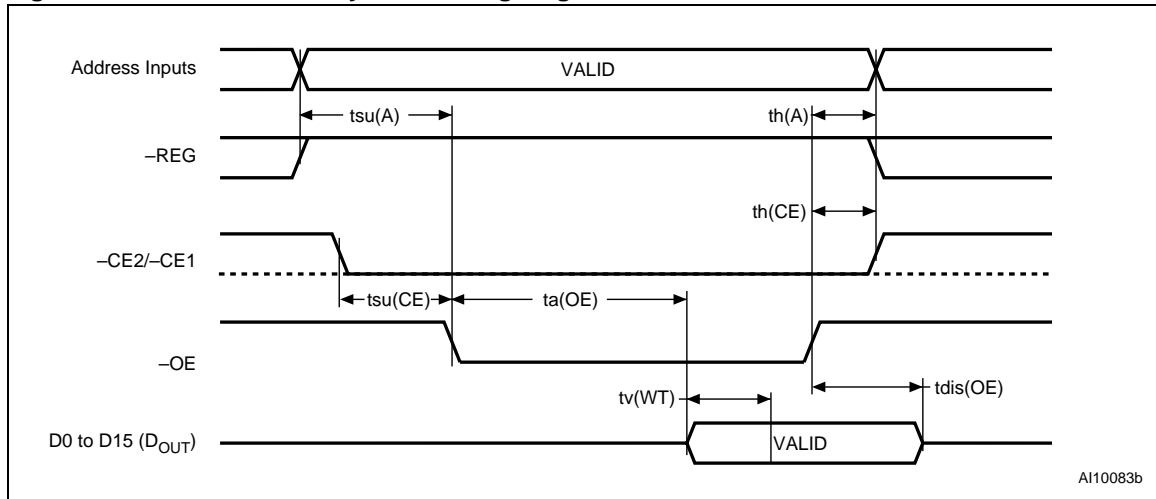 Address Inputs
VALID
tsu(A)
th(A)
–REG
th(CE)
–CE2/–CE1
tsu(CE)
ta(OE)
–OE
tv(WT)
tdis(OE)
D0 to D15 (DOUT)
VALID
AI10083b